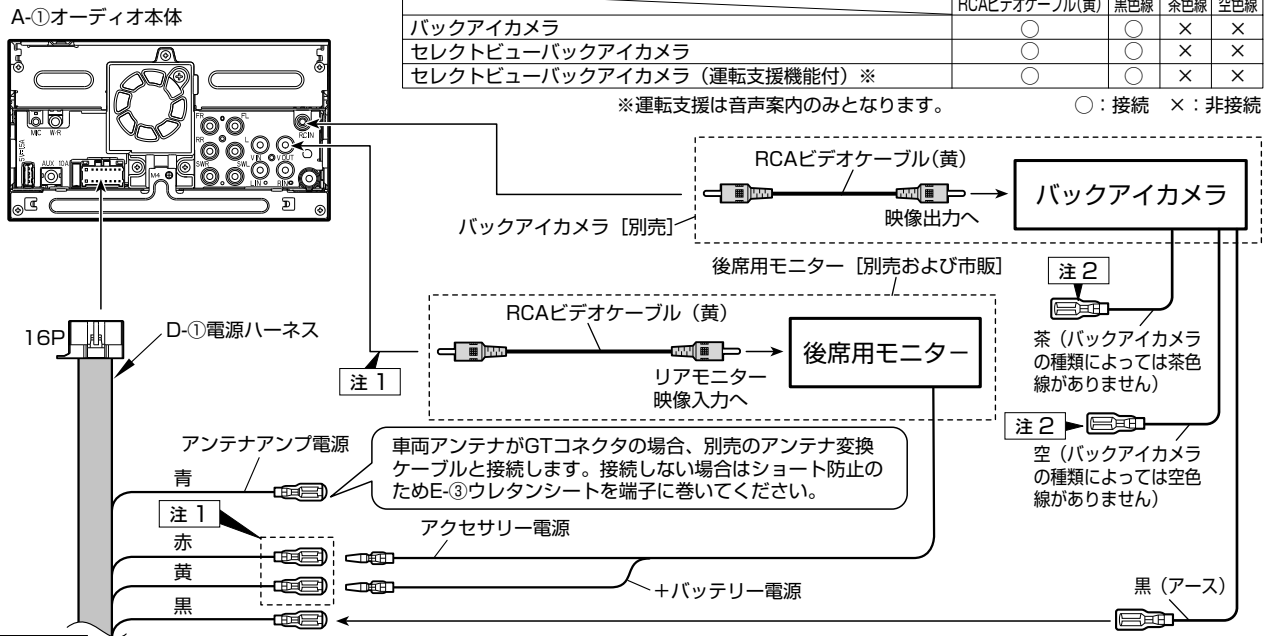 A-①オーディオ本体
RCAビデオケーブル(黄) 黒色線 茶色線 空色線
バックアイカメラ ○ ○ × ×
セレクトビューバックアイカメラ ○ ○ × ×
セレクトビューバックアイカメラ（運転支援機能付）※ ○ ○ × ×
※運転支援は音声案内のみとなります。
○：接続 ×：非接続
MIC W-R
FR FL
RR L
SWR SWL
VIN VOUT
LIN RIN
RCIN
5V=1.5A
AUX 10A
M4
RCAビデオケーブル(黄)
バックアイカメラ
映像出力へ
バックアイカメラ［別売］
後席用モニター［別売および市販］
注 2
RCAビデオケーブル（黄）
後席用モニター
リアモニター
映像入力へ
注 1
茶（バックアイカメラ
の種類によっては茶色
線がありません）
注 2
空（バックアイカメラ
の種類によっては空色
線がありません）
16P
D-①電源ハーネス
アンテナアンプ電源
車両アンテナがGTコネクタの場合、別売のアンテナ変換
ケーブルと接続します。接続しない場合はショート防止の
ためE-③ウレタンシートを端子に巻いてください。
青
注 1
赤
アクセサリー電源
黄
＋バッテリー電源
黒
黒（アース）